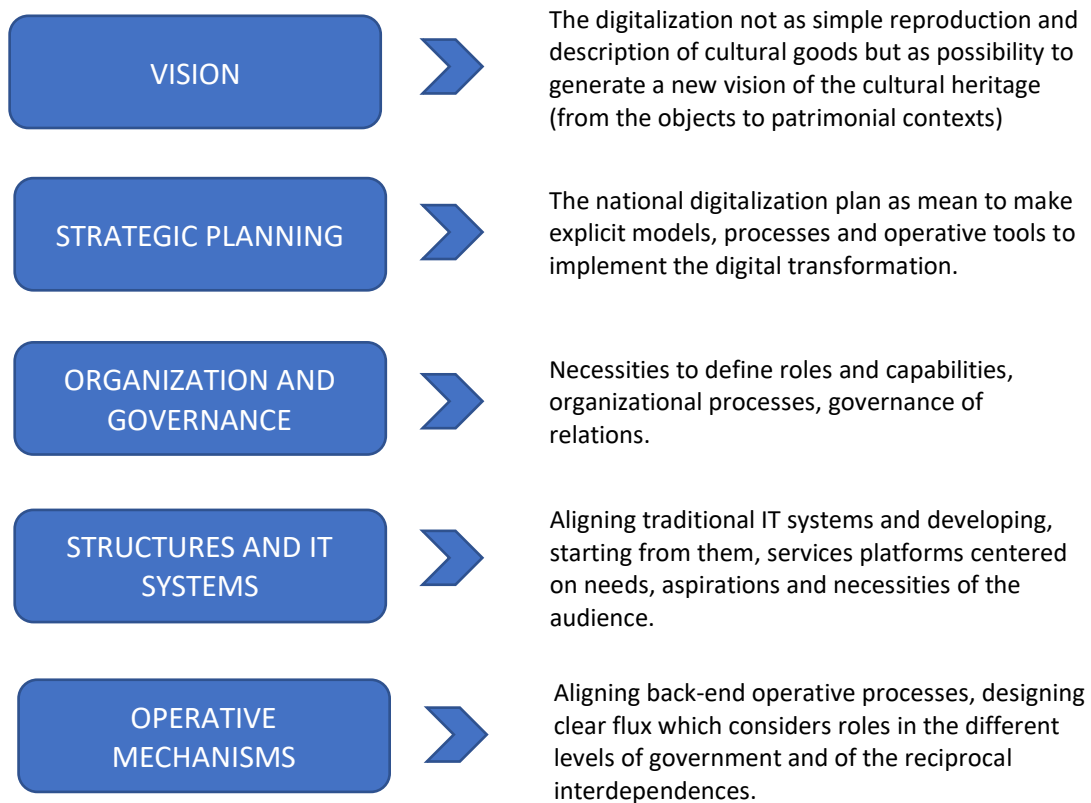 VISION
The digitalization not as simple reproduction and
description of cultural goods but as possibility to
generate a new vision of the cultural heritage
(from the objects to patrimonial contexts)
STRATEGIC PLANNING
The national digitalization plan as mean to make
explicit models, processes and operative tools to
implement the digital transformation.
ORGANIZATION AND
GOVERNANCE
Necessities to define roles and capabilities,
organizational processes, governance of
relations.
STRUCTURES AND IT
SYSTEMS
Aligning traditional IT systems and developing,
starting from them, services platforms centered
on needs, aspirations and necessities of the
audience.
OPERATIVE
MECHANISMS
Aligning back-end operative processes, designing
clear flux which considers roles in the different
levels of government and of the reciprocal
interdependences.